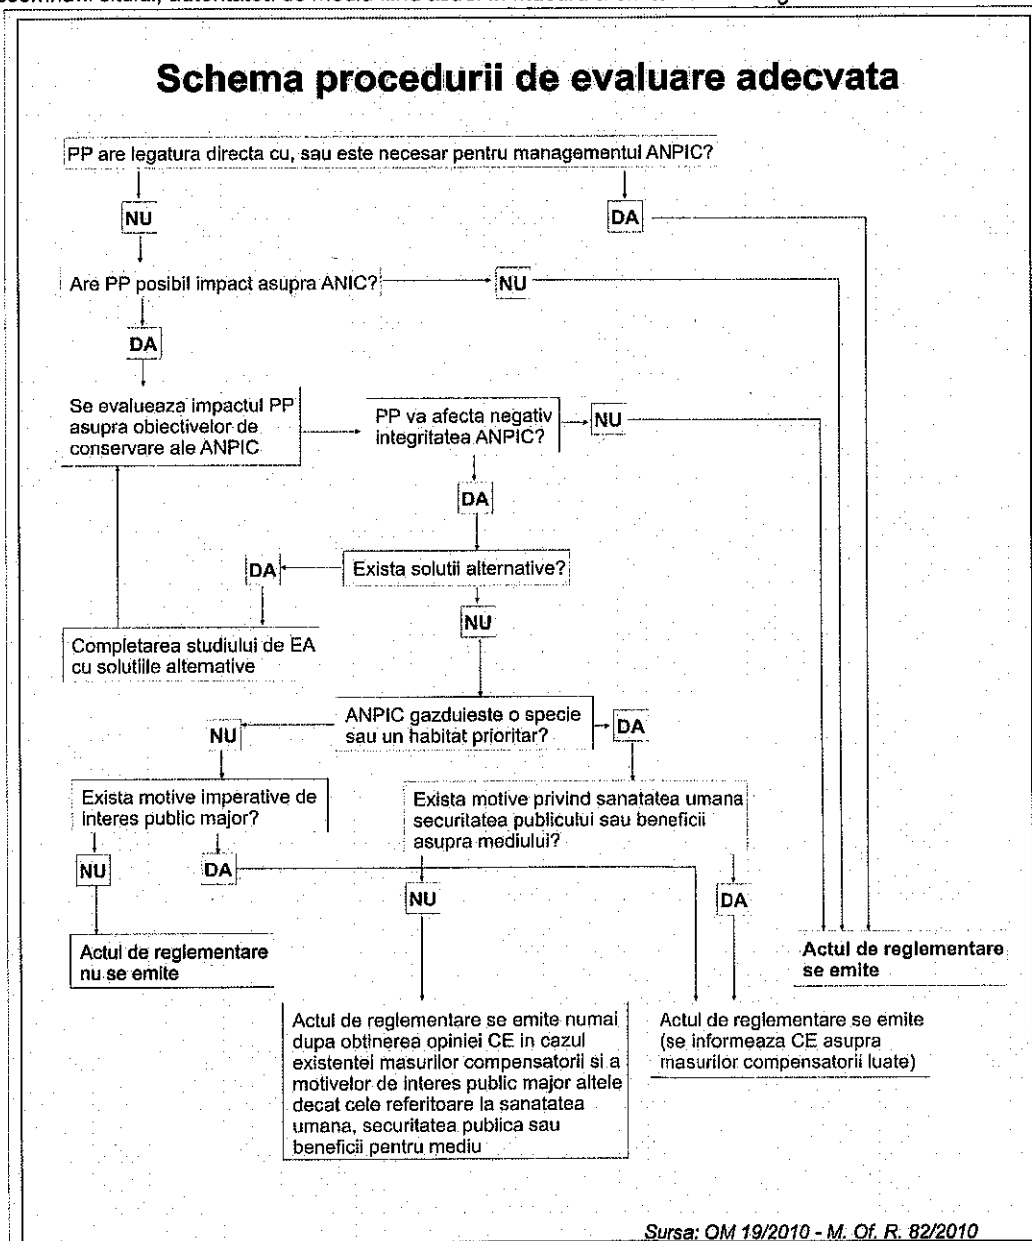 Schema procedurii de evaluare adecvata
PP are legatura directa cu, sau este necesar pentru managementul ANPIC?
NU
DA
Are PP posibil impact asupra ANIC?
NU
DA
Se evalueaza impactul PP
asupra obiectivelor de
conservare ale ANPIC
PP va afecta negativ
integritatea ANPIC?
NU
DA
Exista solutii alternative?
DA
NU
Completarea studiului de EA
cu solutiile alternative
ANPIC gazduieste o specie
sau un habitat prioritar?
NU
DA
Exista motive imperative de
interes public major?
Exista motive privind sanatatea umana
securitatea publicului sau beneficii
asupra mediului?
NU
DA
NU
DA
Actul de reglementare
nu se emite
Actul de reglementare
se emite
Actul de reglementare se emite numai
dupa obtinerea opiniei CE in cazul
existentei masurilor compensatorii si a
motivelor de interes public major altele
decat cele referitoare la sanatatea
umana, securitatea publica sau
beneficii pentru mediu
Actul de reglementare se emite
(se informeaza CE asupra
masurilor compensatorii luate)
Sursa: OM 19/2010 - M. Of. R. 82/2010